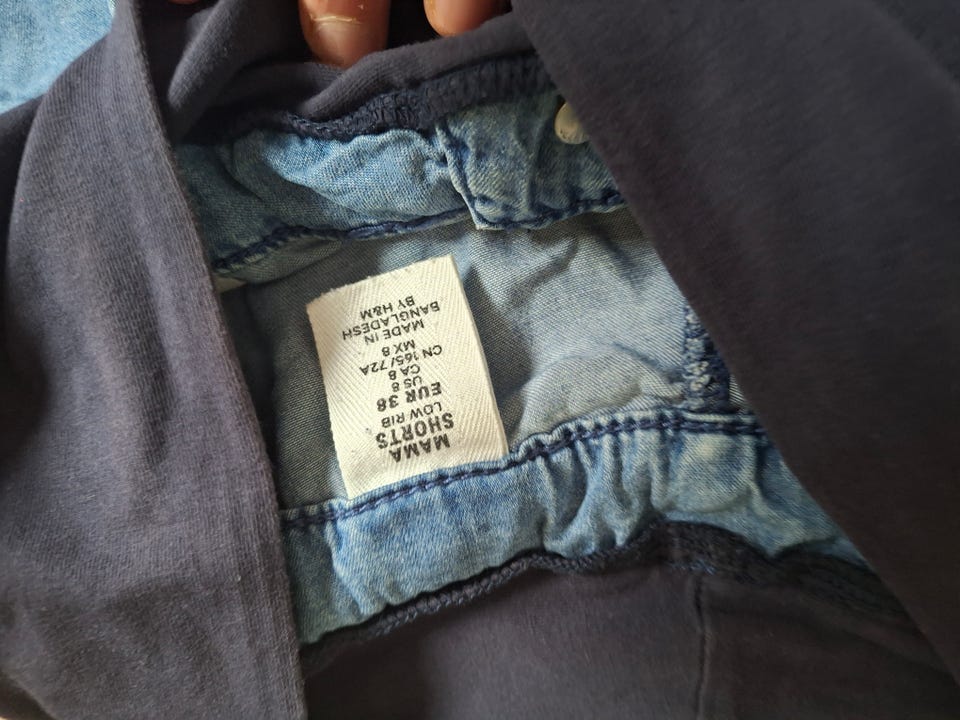 MAMA
SHORTS
LOW RIB
EUR 38
US 8
CA 8
CN 165/72A
MX 8
MADE IN
BANGLADESH
BY H&M